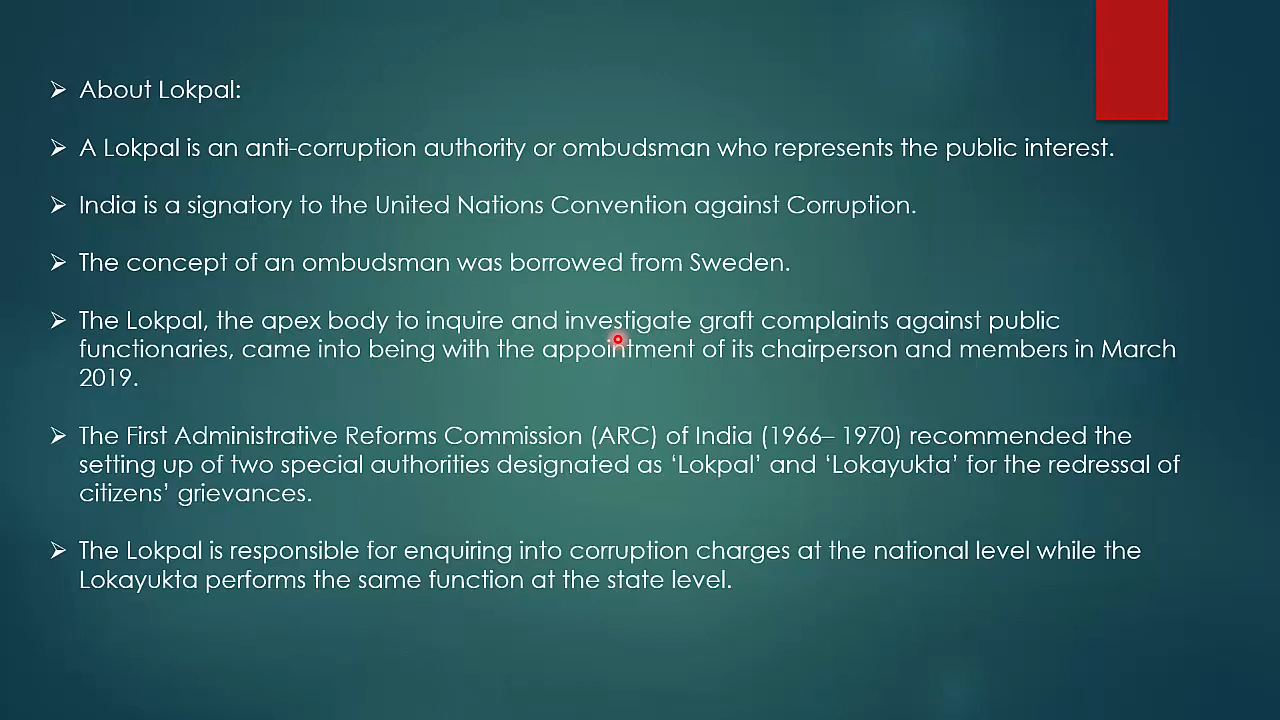 ➢ About Lokpal:
➢ A Lokpal is an anti-corruption authority or ombudsman who represents the public interest.
➢ India is a signatory to the United Nations Convention against Corruption.
➢ The concept of an ombudsman was borrowed from Sweden.
➢ The Lokpal, the apex body to inquire and investigate graft complaints against public
functionaries, came into being with the appointment of its chairperson and members in March
2019.
➢ The First Administrative Reforms Commission (ARC) of India (1966– 1970) recommended the
setting up of two special authorities designated as ‘Lokpal’ and ‘Lokayukta’ for the redressal of
citizens’ grievances.
➢ The Lokpal is responsible for enquiring into corruption charges at the national level while the
Lokayukta performs the same function at the state level.